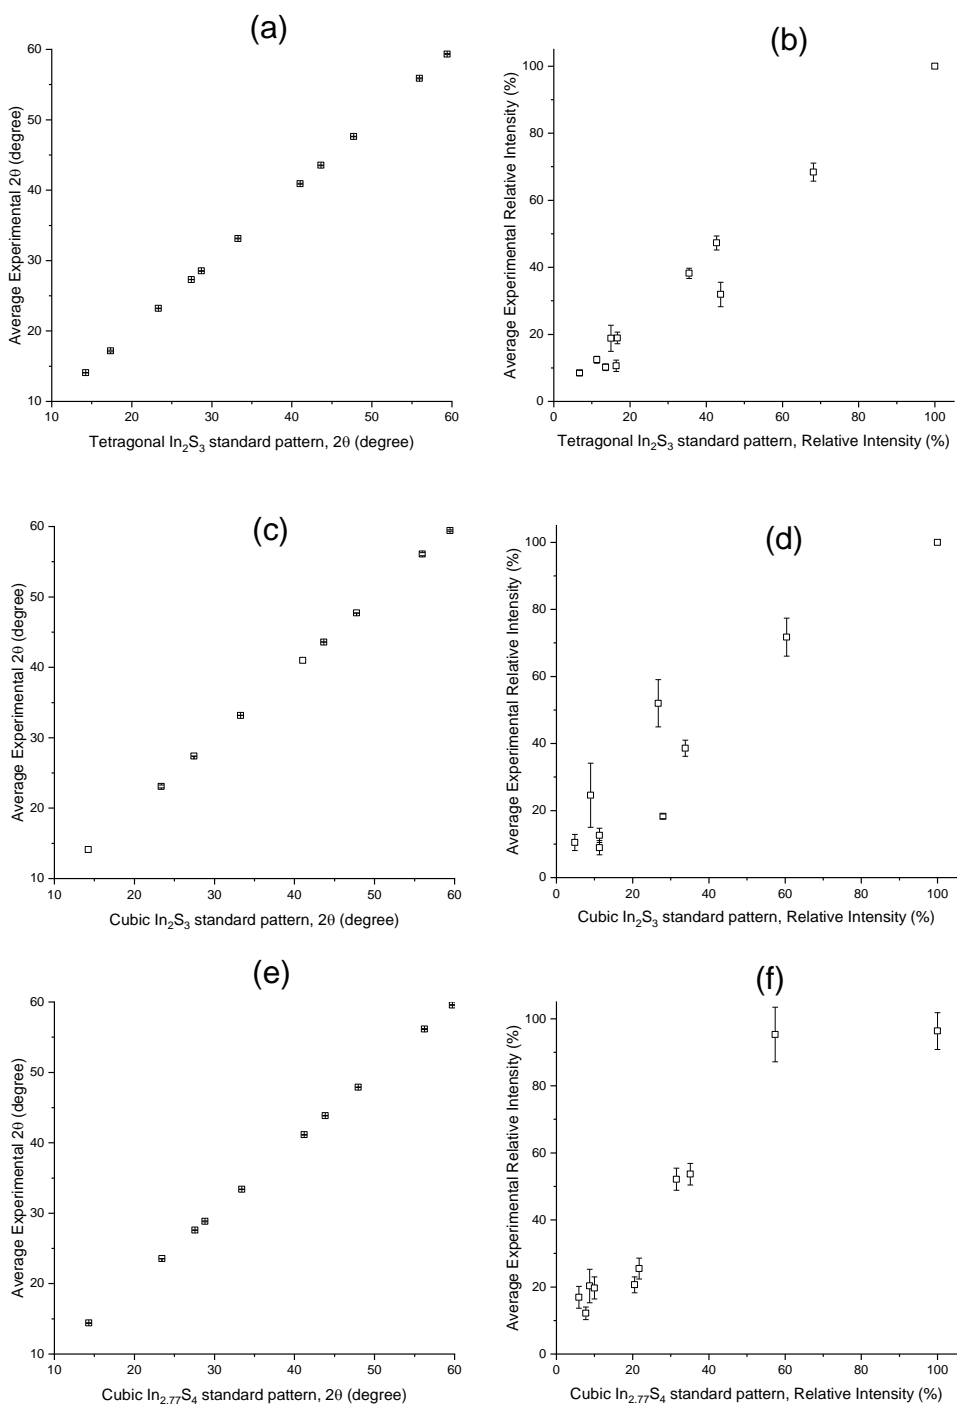 (a)
60
50
40
30
20
10
10 20 30 40 50 60
Average Experimental 2θ (degree)
Tetragonal In₂S₃ standard pattern, 2θ (degree)
(b)
100
80
60
40
20
0
0 20 40 60 80 100
Average Experimental Relative Intensity (%)
Tetragonal In₂S₃ standard pattern, Relative Intensity (%)
(c)
60
50
40
30
20
10
10 20 30 40 50 60
Average Experimental 2θ (degree)
Cubic In₂S₃ standard pattern, 2θ (degree)
(d)
100
80
60
40
20
0
0 20 40 60 80 100
Average Experimental Relative Intensity (%)
Cubic In₂S₃ standard pattern, Relative Intensity (%)
(e)
60
50
40
30
20
10
10 20 30 40 50 60
Average Experimental 2θ (degree)
Cubic In₂.₇₇S₄ standard pattern, 2θ (degree)
(f)
100
80
60
40
20
0
0 20 40 60 80 100
Average Experimental Relative Intensity (%)
Cubic In₂.₇₇S₄ standard pattern, Relative Intensity (%)